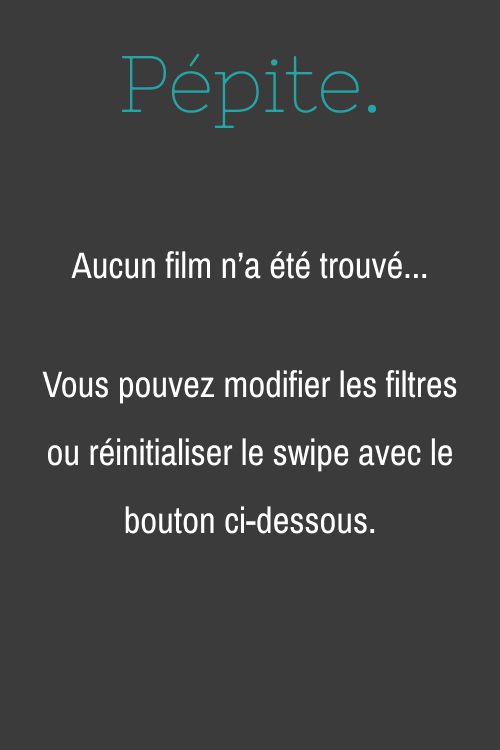 Pépite.
Aucun film n’a été trouvé...
Vous pouvez modifier les filtres
ou réinitialiser le swipe avec le
bouton ci-dessous.